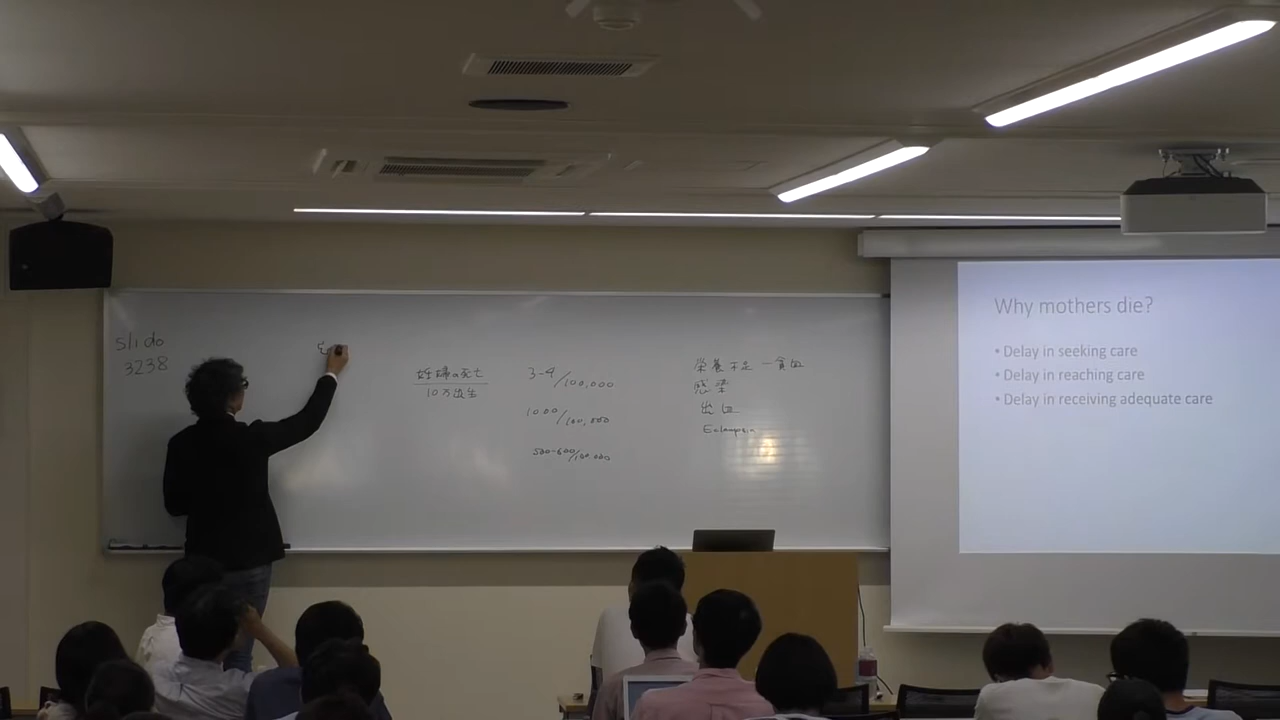 slido
3238
妊婦の死亡
10万出生
3-4/100,000
1000/100,000
500-600/100,000
栄養不足 - 貧血
感染
出血
Eclampsia
Why mothers die?
• Delay in seeking care
• Delay in reaching care
• Delay in receiving adequate care